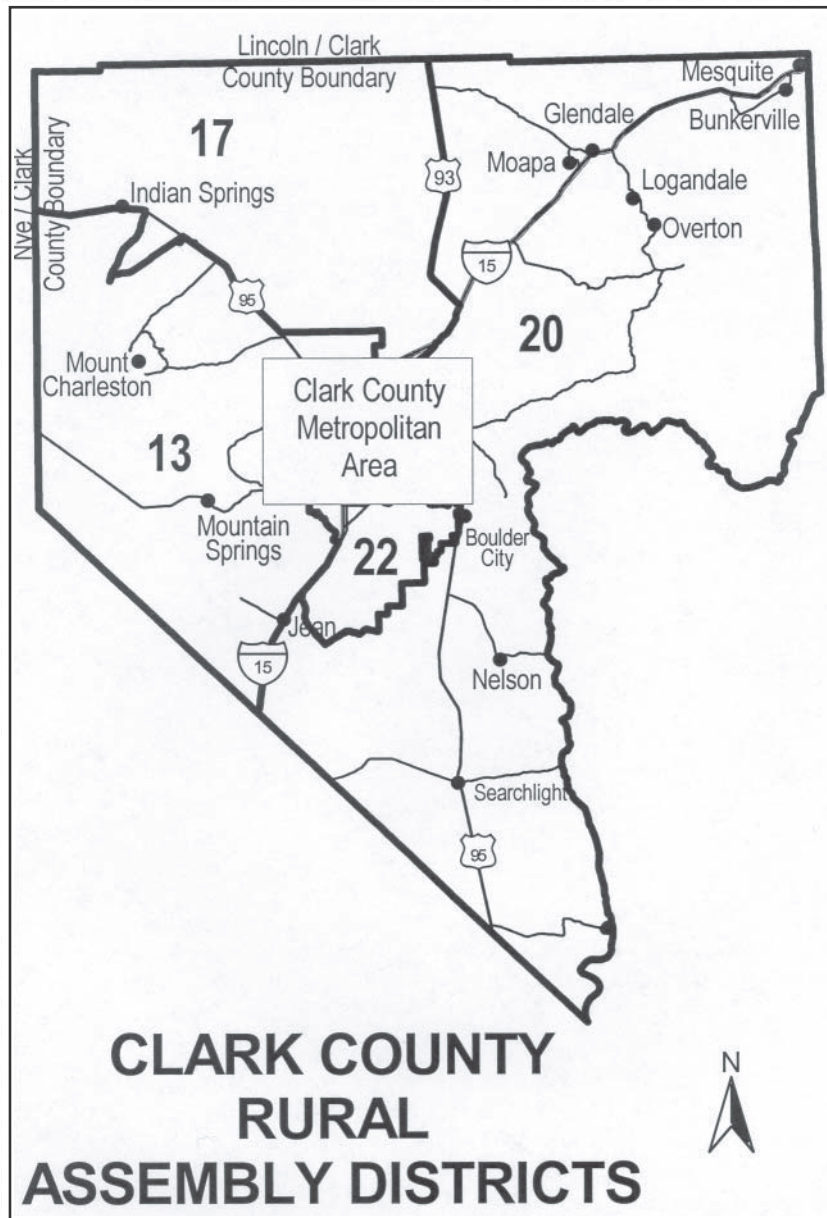 Lincoln / Clark
County Boundary
Mesquite
Glendale
Bunkerville
17
Nye / Clark
County Boundary
Moapa
93
Indian Springs
Logandale
Overton
15
95
20
Mount
Charleston
Clark County
Metropolitan
Area
13
Mountain
Springs
Boulder
City
22
Jean
15
Nelson
Searchlight
95
CLARK COUNTY
RURAL
ASSEMBLY DISTRICTS
N